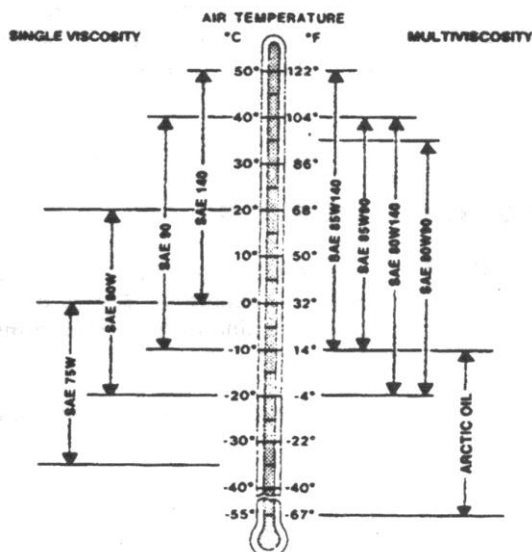 AIR TEMPERATURE
SINGLE VISCOSITY °C °F MULTIVISCOSITY
50° 122°
40° 104°
30° 86°
20° 68°
10° 50°
0° 32°
-10° 14°
-20° -4°
-30° -22°
-40° -40°
-55° -67°
SAE 75W
SAE 80W
SAE 90
SAE 140
SAE 85W140
SAE 85W90
SAE 80W140
SAE 80W90
ARCTIC OIL